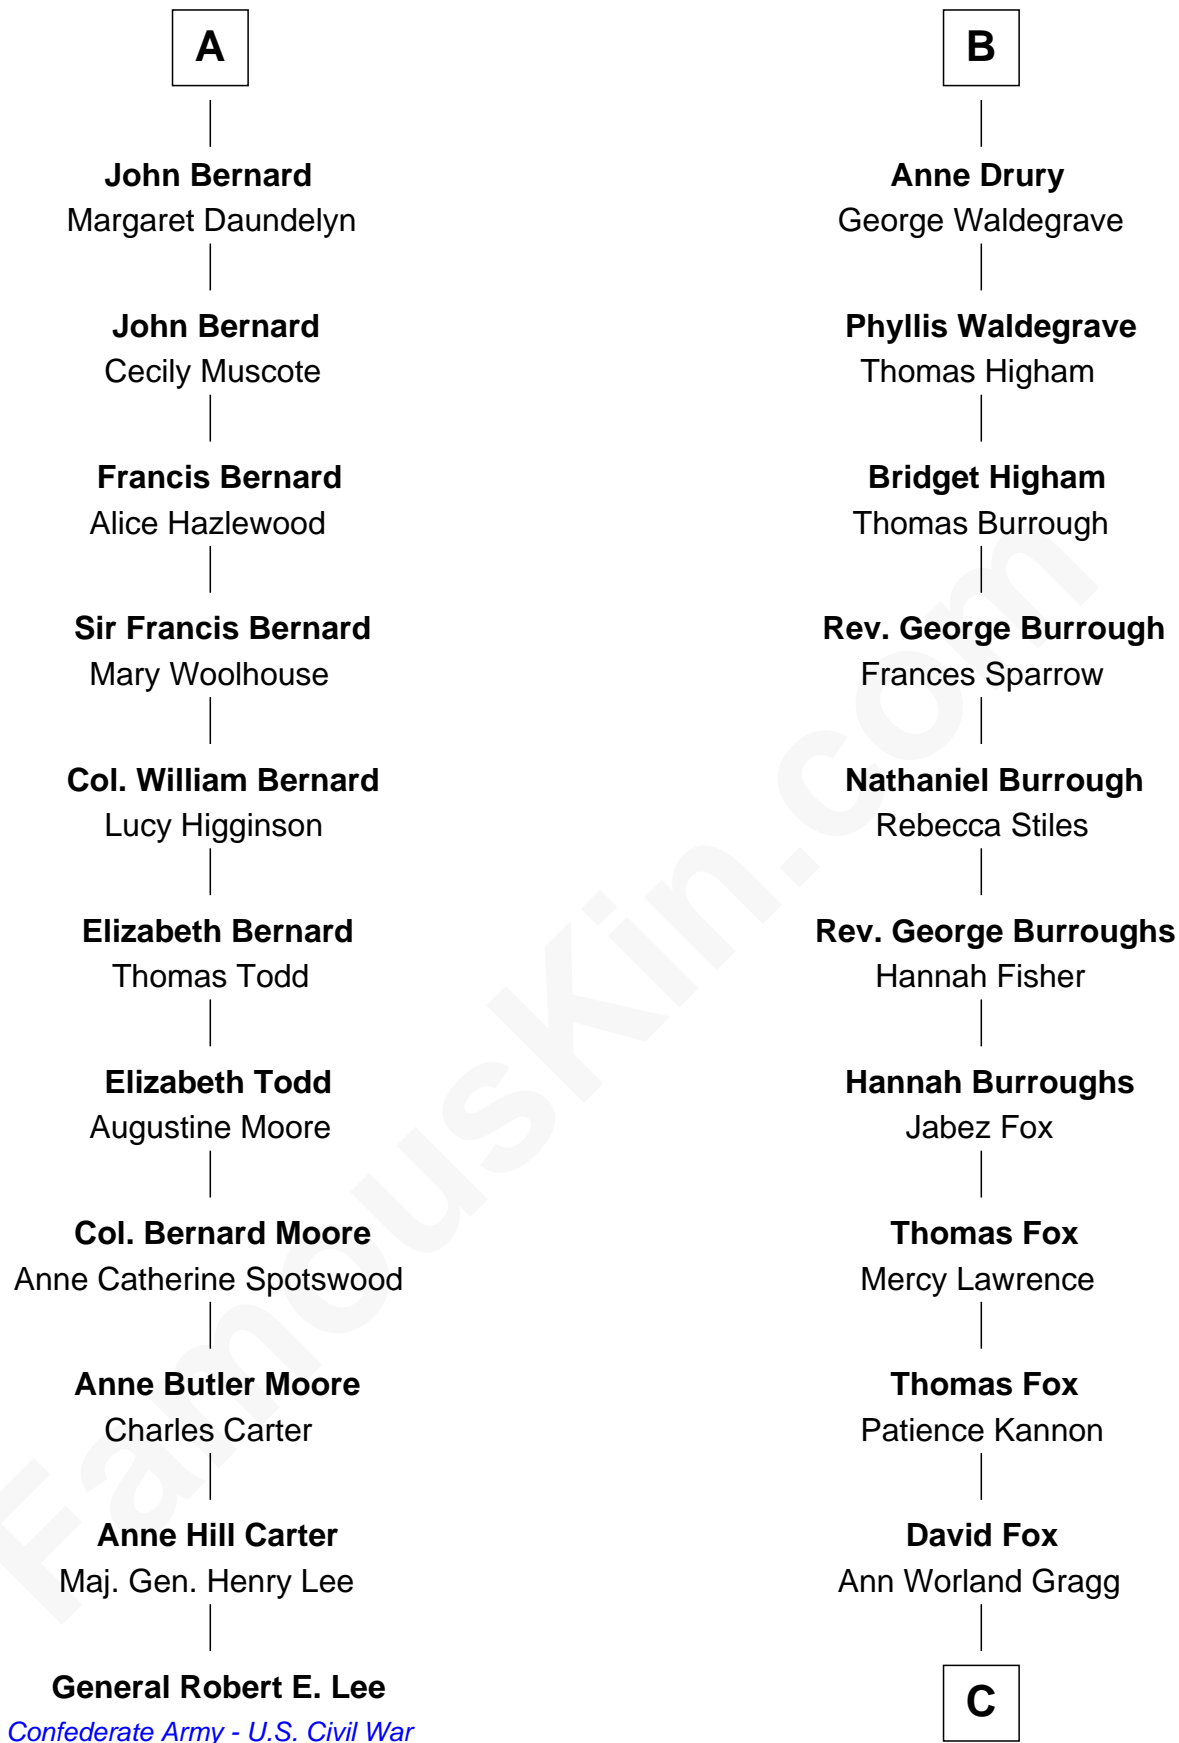 A
John Bernard
Margaret Daundelyn
John Bernard
Cecily Muscote
Francis Bernard
Alice Hazlewood
Sir Francis Bernard
Mary Woolhouse
Col. William Bernard
Lucy Higginson
Elizabeth Bernard
Thomas Todd
Elizabeth Todd
Augustine Moore
Col. Bernard Moore
Anne Catherine Spotswood
Anne Butler Moore
Charles Carter
Anne Hill Carter
Maj. Gen. Henry Lee
General Robert E. Lee
Confederate Army - U.S. Civil War
B
Anne Drury
George Waldegrave
Phyllis Waldegrave
Thomas Higham
Bridget Higham
Thomas Burrough
Rev. George Burrough
Frances Sparrow
Nathaniel Burrough
Rebecca Stiles
Rev. George Burroughs
Hannah Fisher
Hannah Burroughs
Jabez Fox
Thomas Fox
Mercy Lawrence
Thomas Fox
Patience Kannon
David Fox
Ann Worland Gragg
C
FamousKin.com